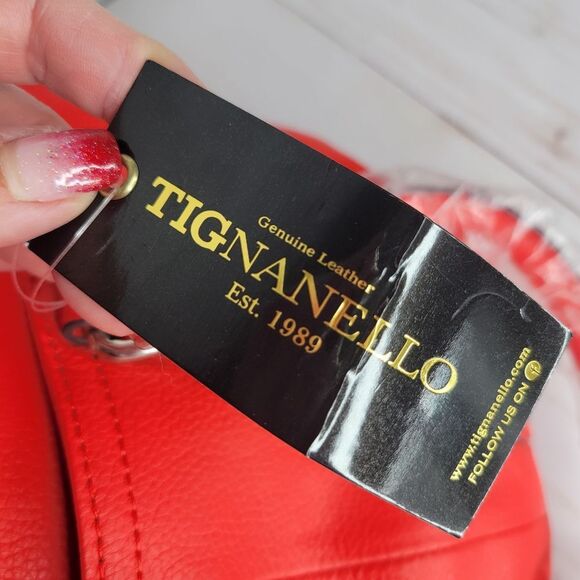 Genuine Leather
TIGNANELLO
Est. 1989
www.tignanello.com
FOLLOW US ON